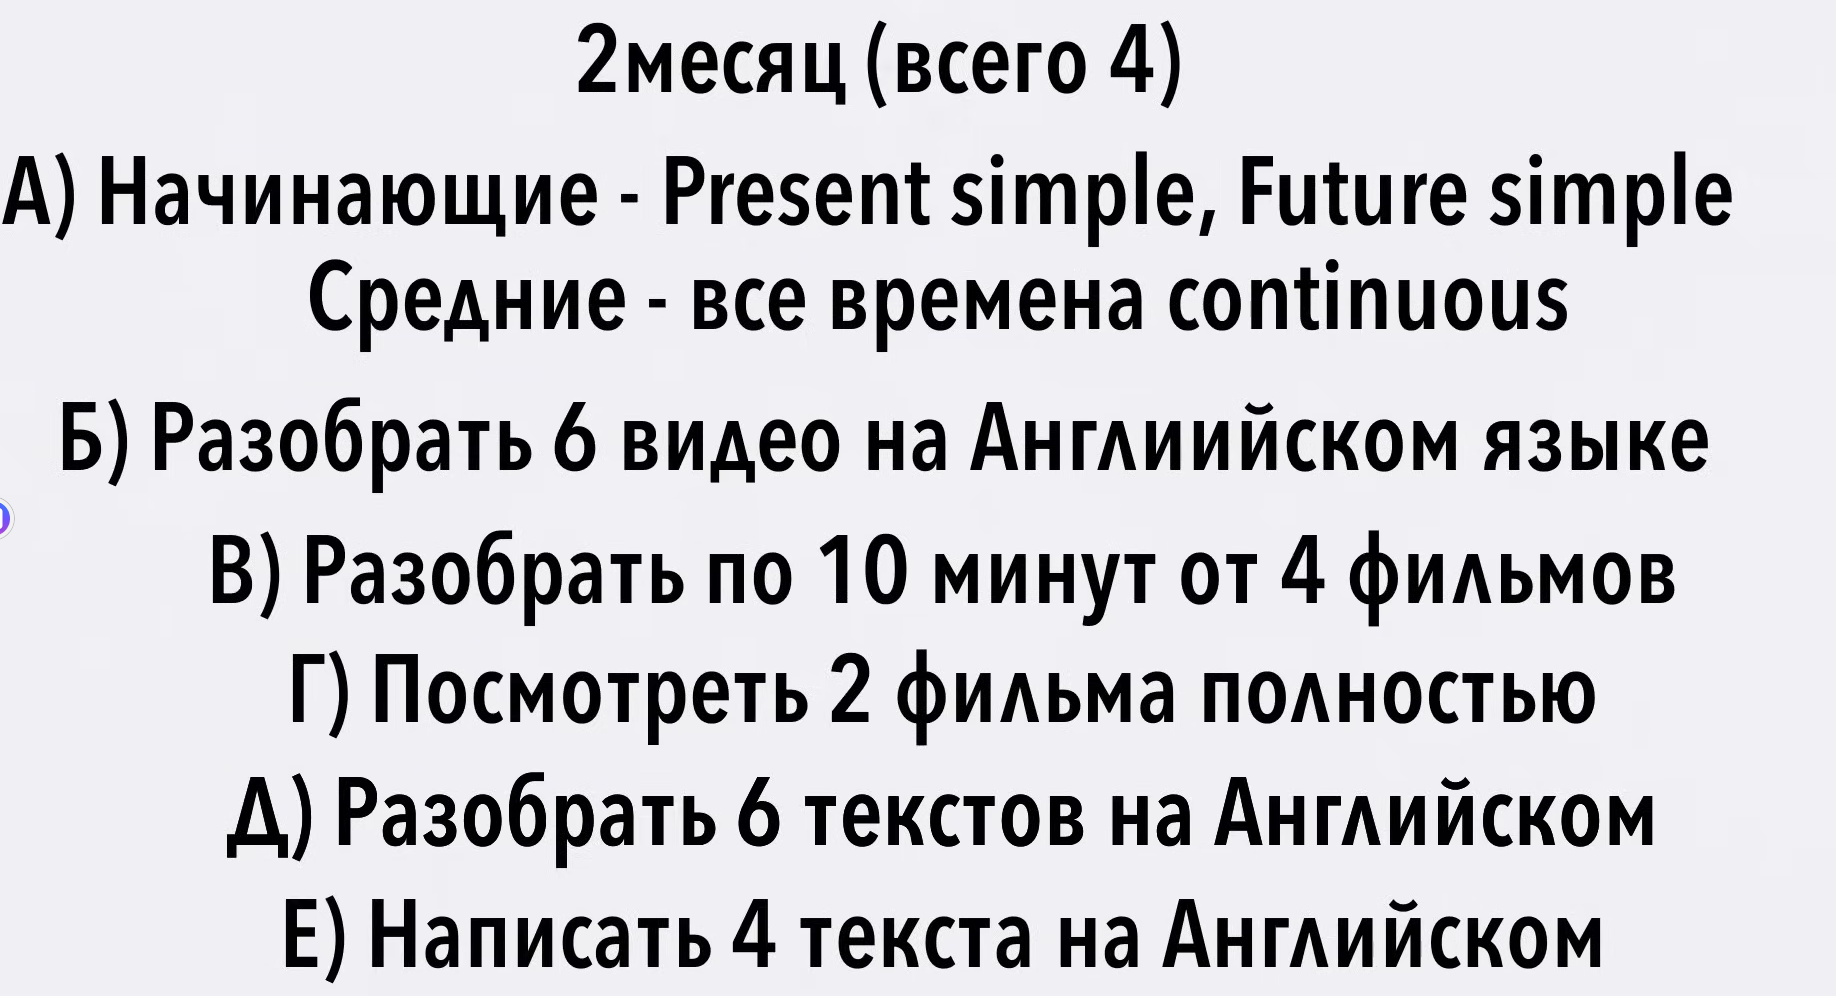 2месяц (всего 4)
А) Начинающие - Present simple, Future simple
Средние - все времена continuous
Б) Разобрать 6 видео на Англиийском языке
В) Разобрать по 10 минут от 4 фильмов
Г) Посмотреть 2 фильма полностью
Д) Разобрать 6 текстов на Английском
Е) Написать 4 текста на Английском